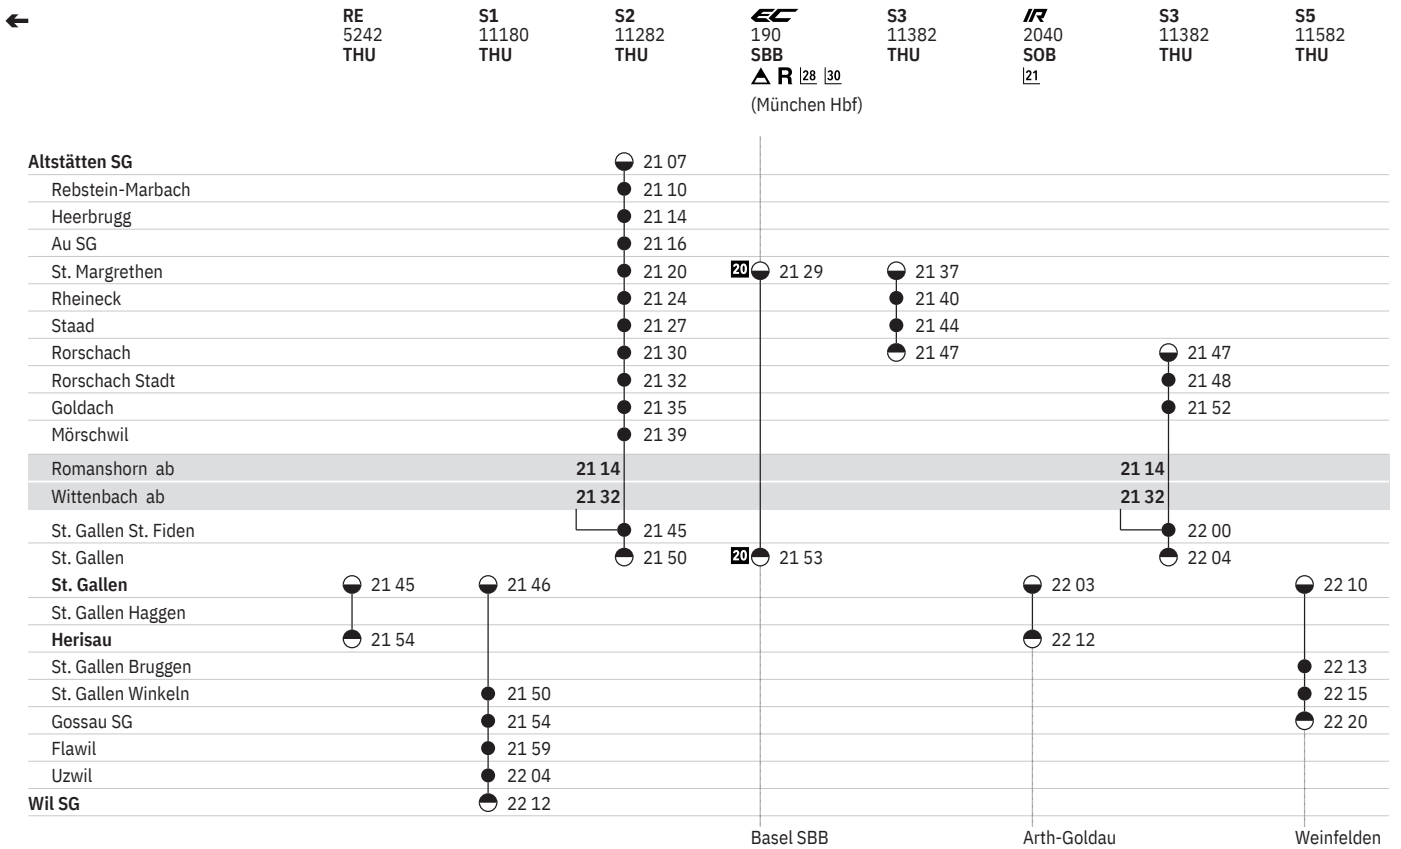 RE S1 S2 EC S3 IR S3 S5
5242 11180 11282 190 11382 2040 11382 11582
THU THU THU SBB THU SOB THU THU
R 28 30 21
(München Hbf)
Altstätten SG 21 07
Rebstein-Marbach 21 10
Heerbrugg 21 14
Au SG 21 16
St. Margrethen 21 20 20 21 29 21 37
Rheineck 21 24 21 40
Staad 21 27 21 44
Rorschach 21 30 21 47 21 47
Rorschach Stadt 21 32 21 48
Goldach 21 35 21 52
Mörschwil 21 39
Romanshorn ab 21 14 21 14
Wittenbach ab 21 32 21 32
St. Gallen St. Fiden 21 45 22 00
St. Gallen 21 50 20 21 53 22 04
St. Gallen 21 45 21 46 22 03 22 10
St. Gallen Haggen
Herisau 21 54 22 12
St. Gallen Bruggen 22 13
St. Gallen Winkeln 21 50 22 15
Gossau SG 21 54 22 20
Flawil 21 59
Uzwil 22 04
Wil SG 22 12
Basel SBB Arth-Goldau Weinfelden